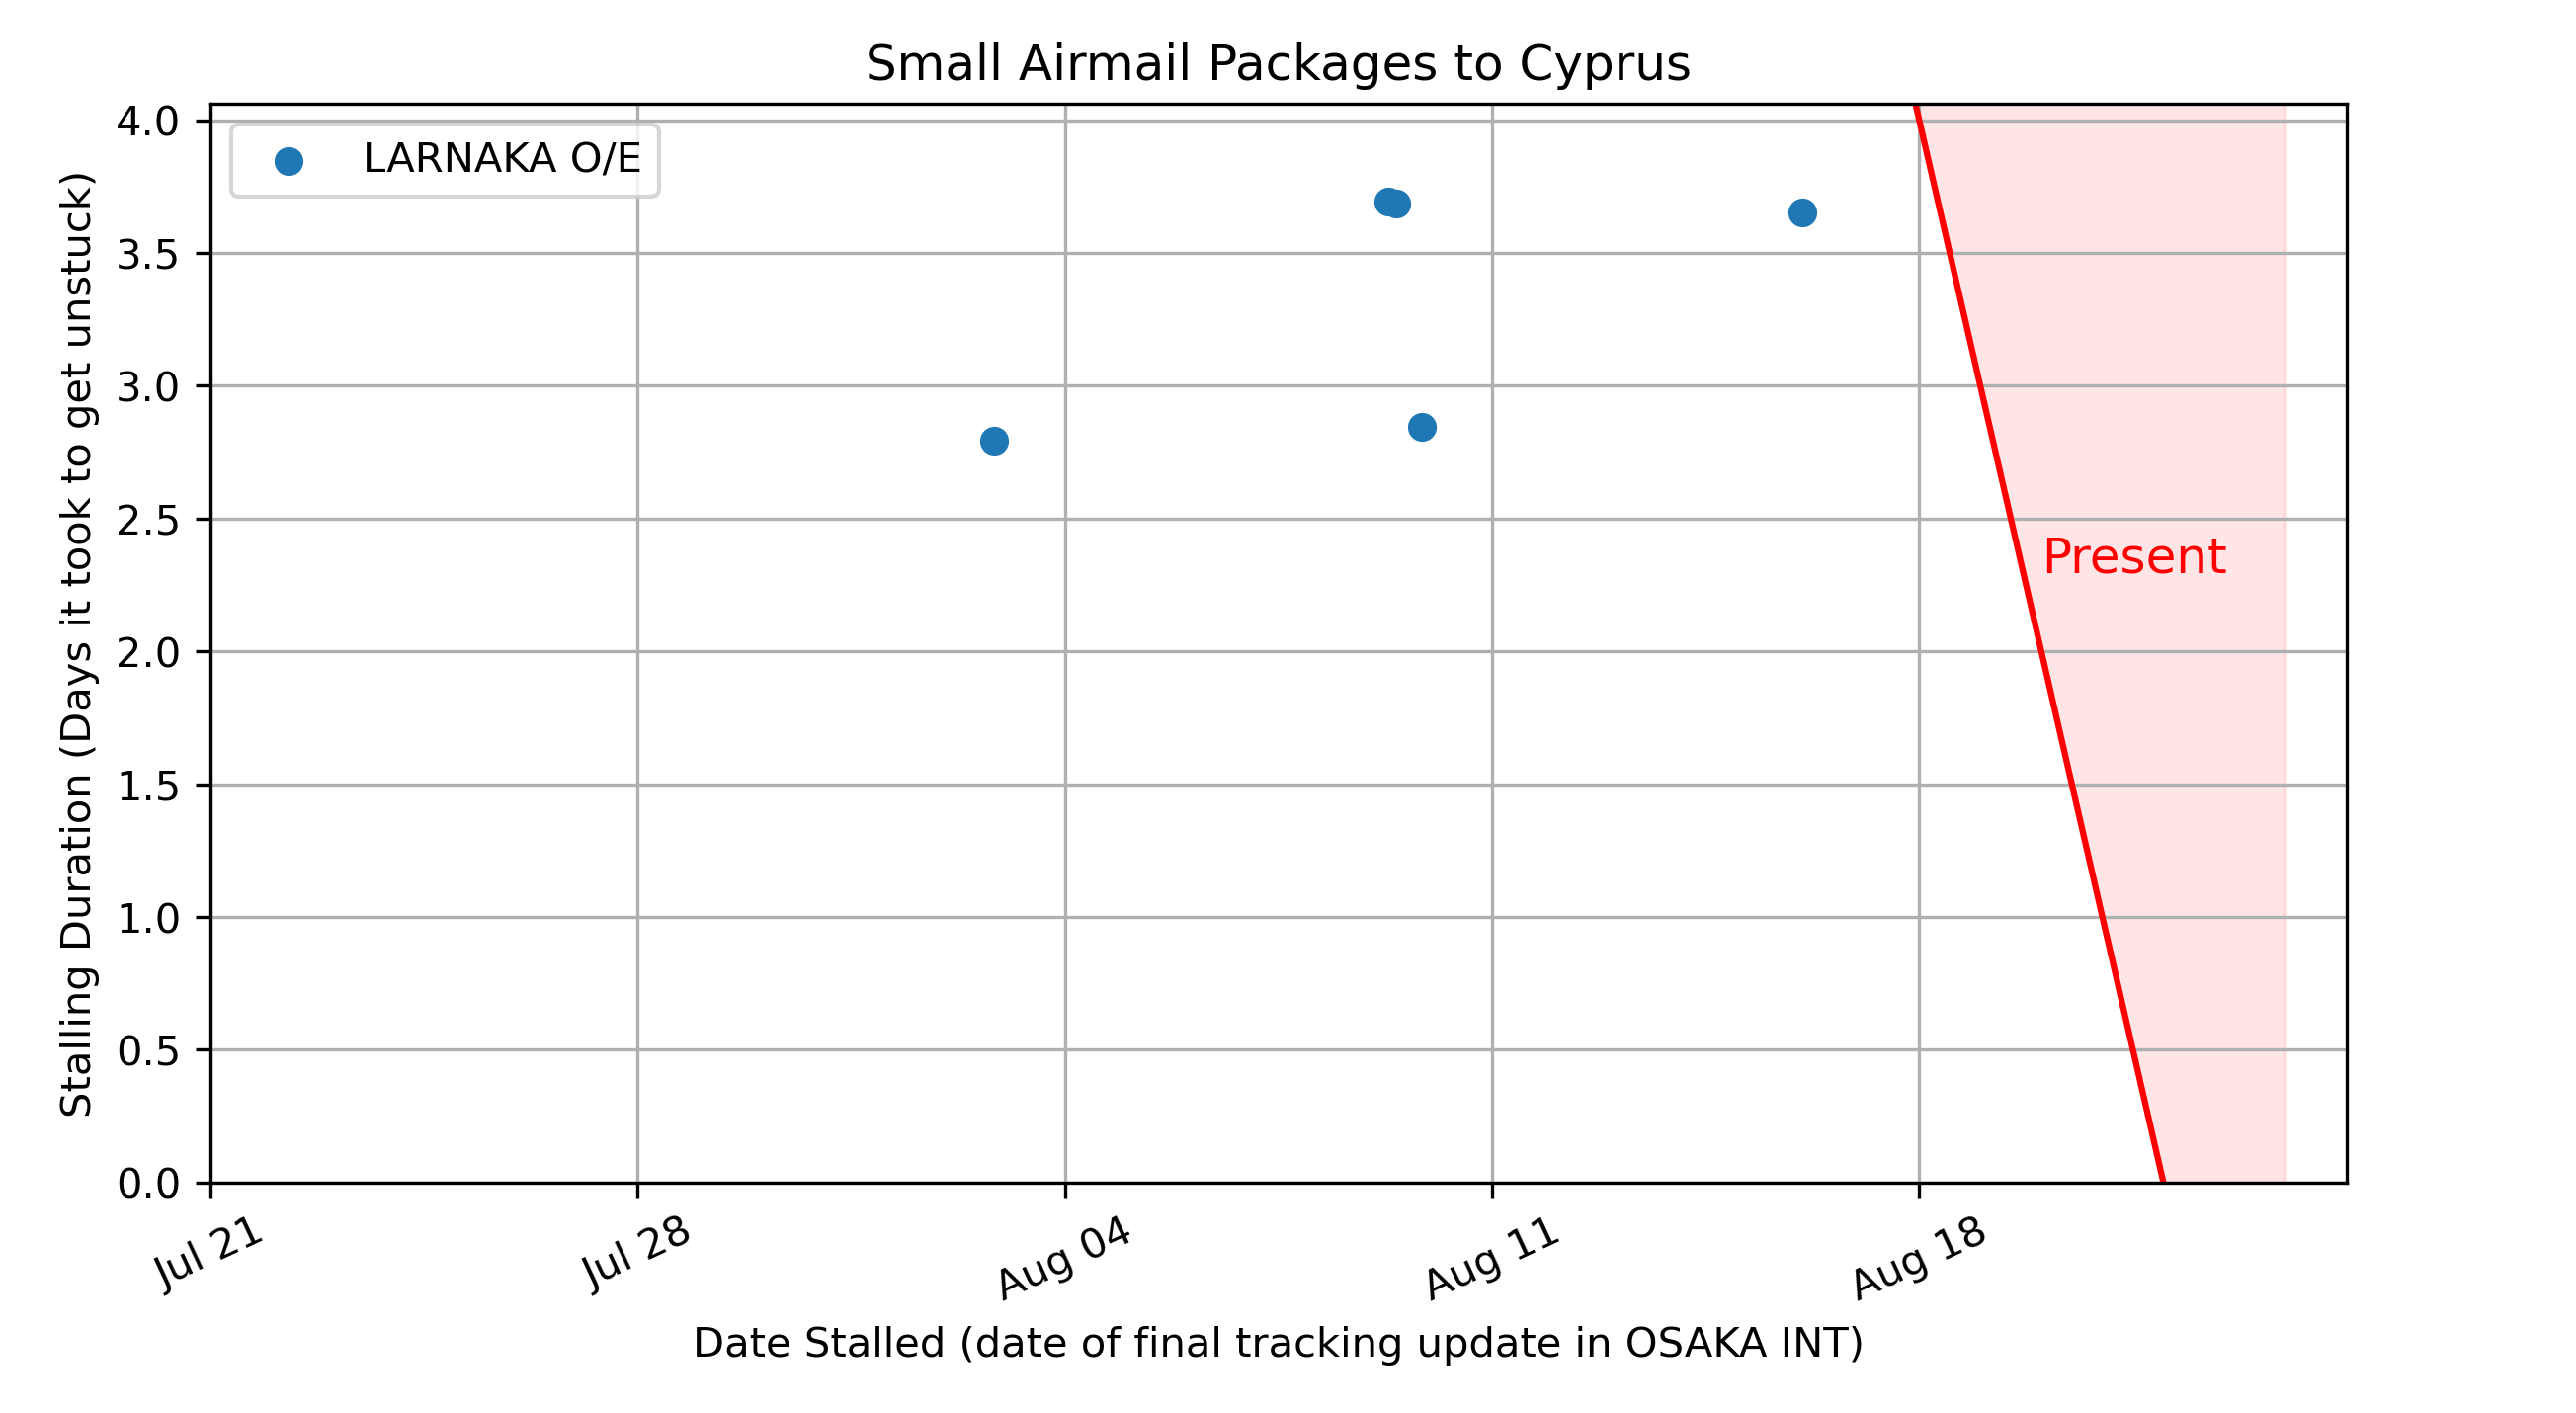 Small Airmail Packages to Cyprus
4.0
LARNAKA O/E
3.5
3.0
2.5
Present
2.0
1.5
1.0
0.5
0.0
Stalling Duration (Days it took to get unstuck)
Jul 21
Jul 28
Aug 04
Aug 11
Aug 18
Date Stalled (date of final tracking update in OSAKA INT)